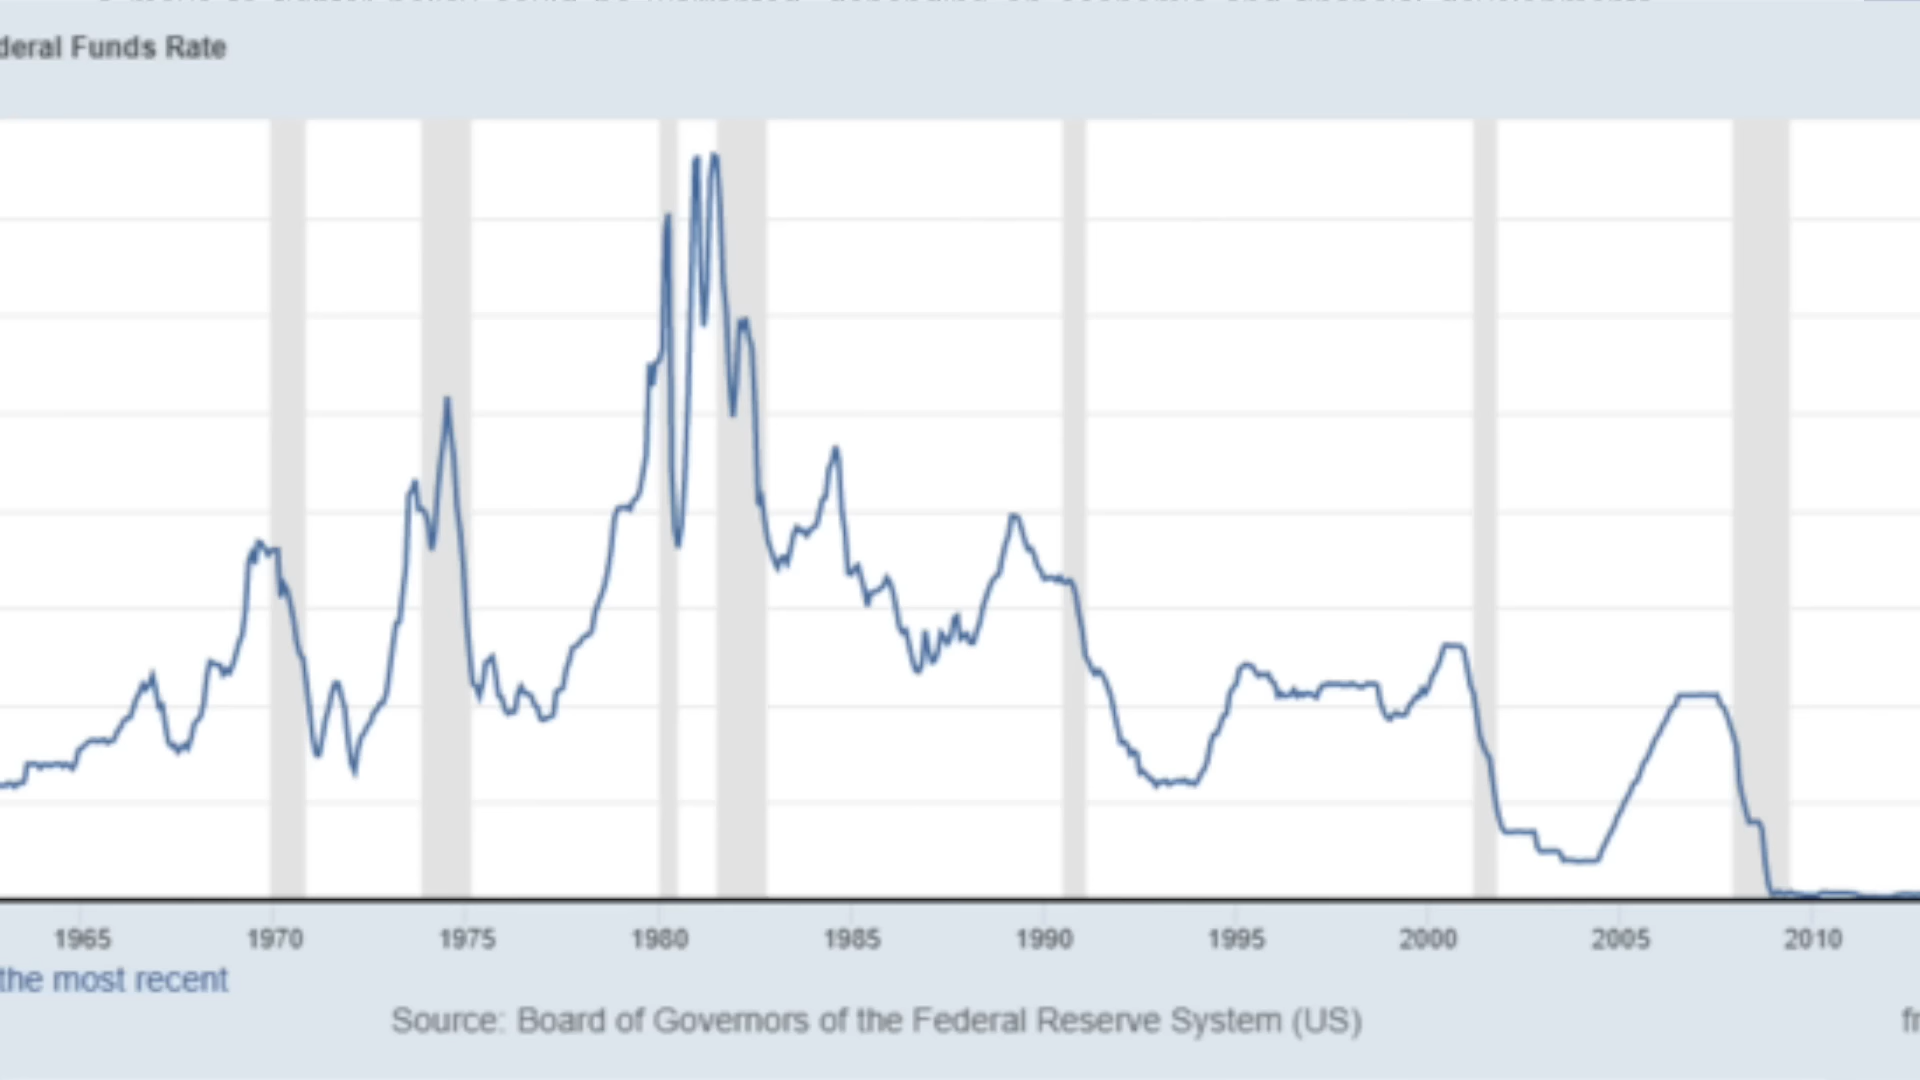 deral Funds Rate
1965 1970 1975 1980 1985 1990 1995 2000 2005 2010
the most recent
Source: Board of Governors of the Federal Reserve System (US)
fr